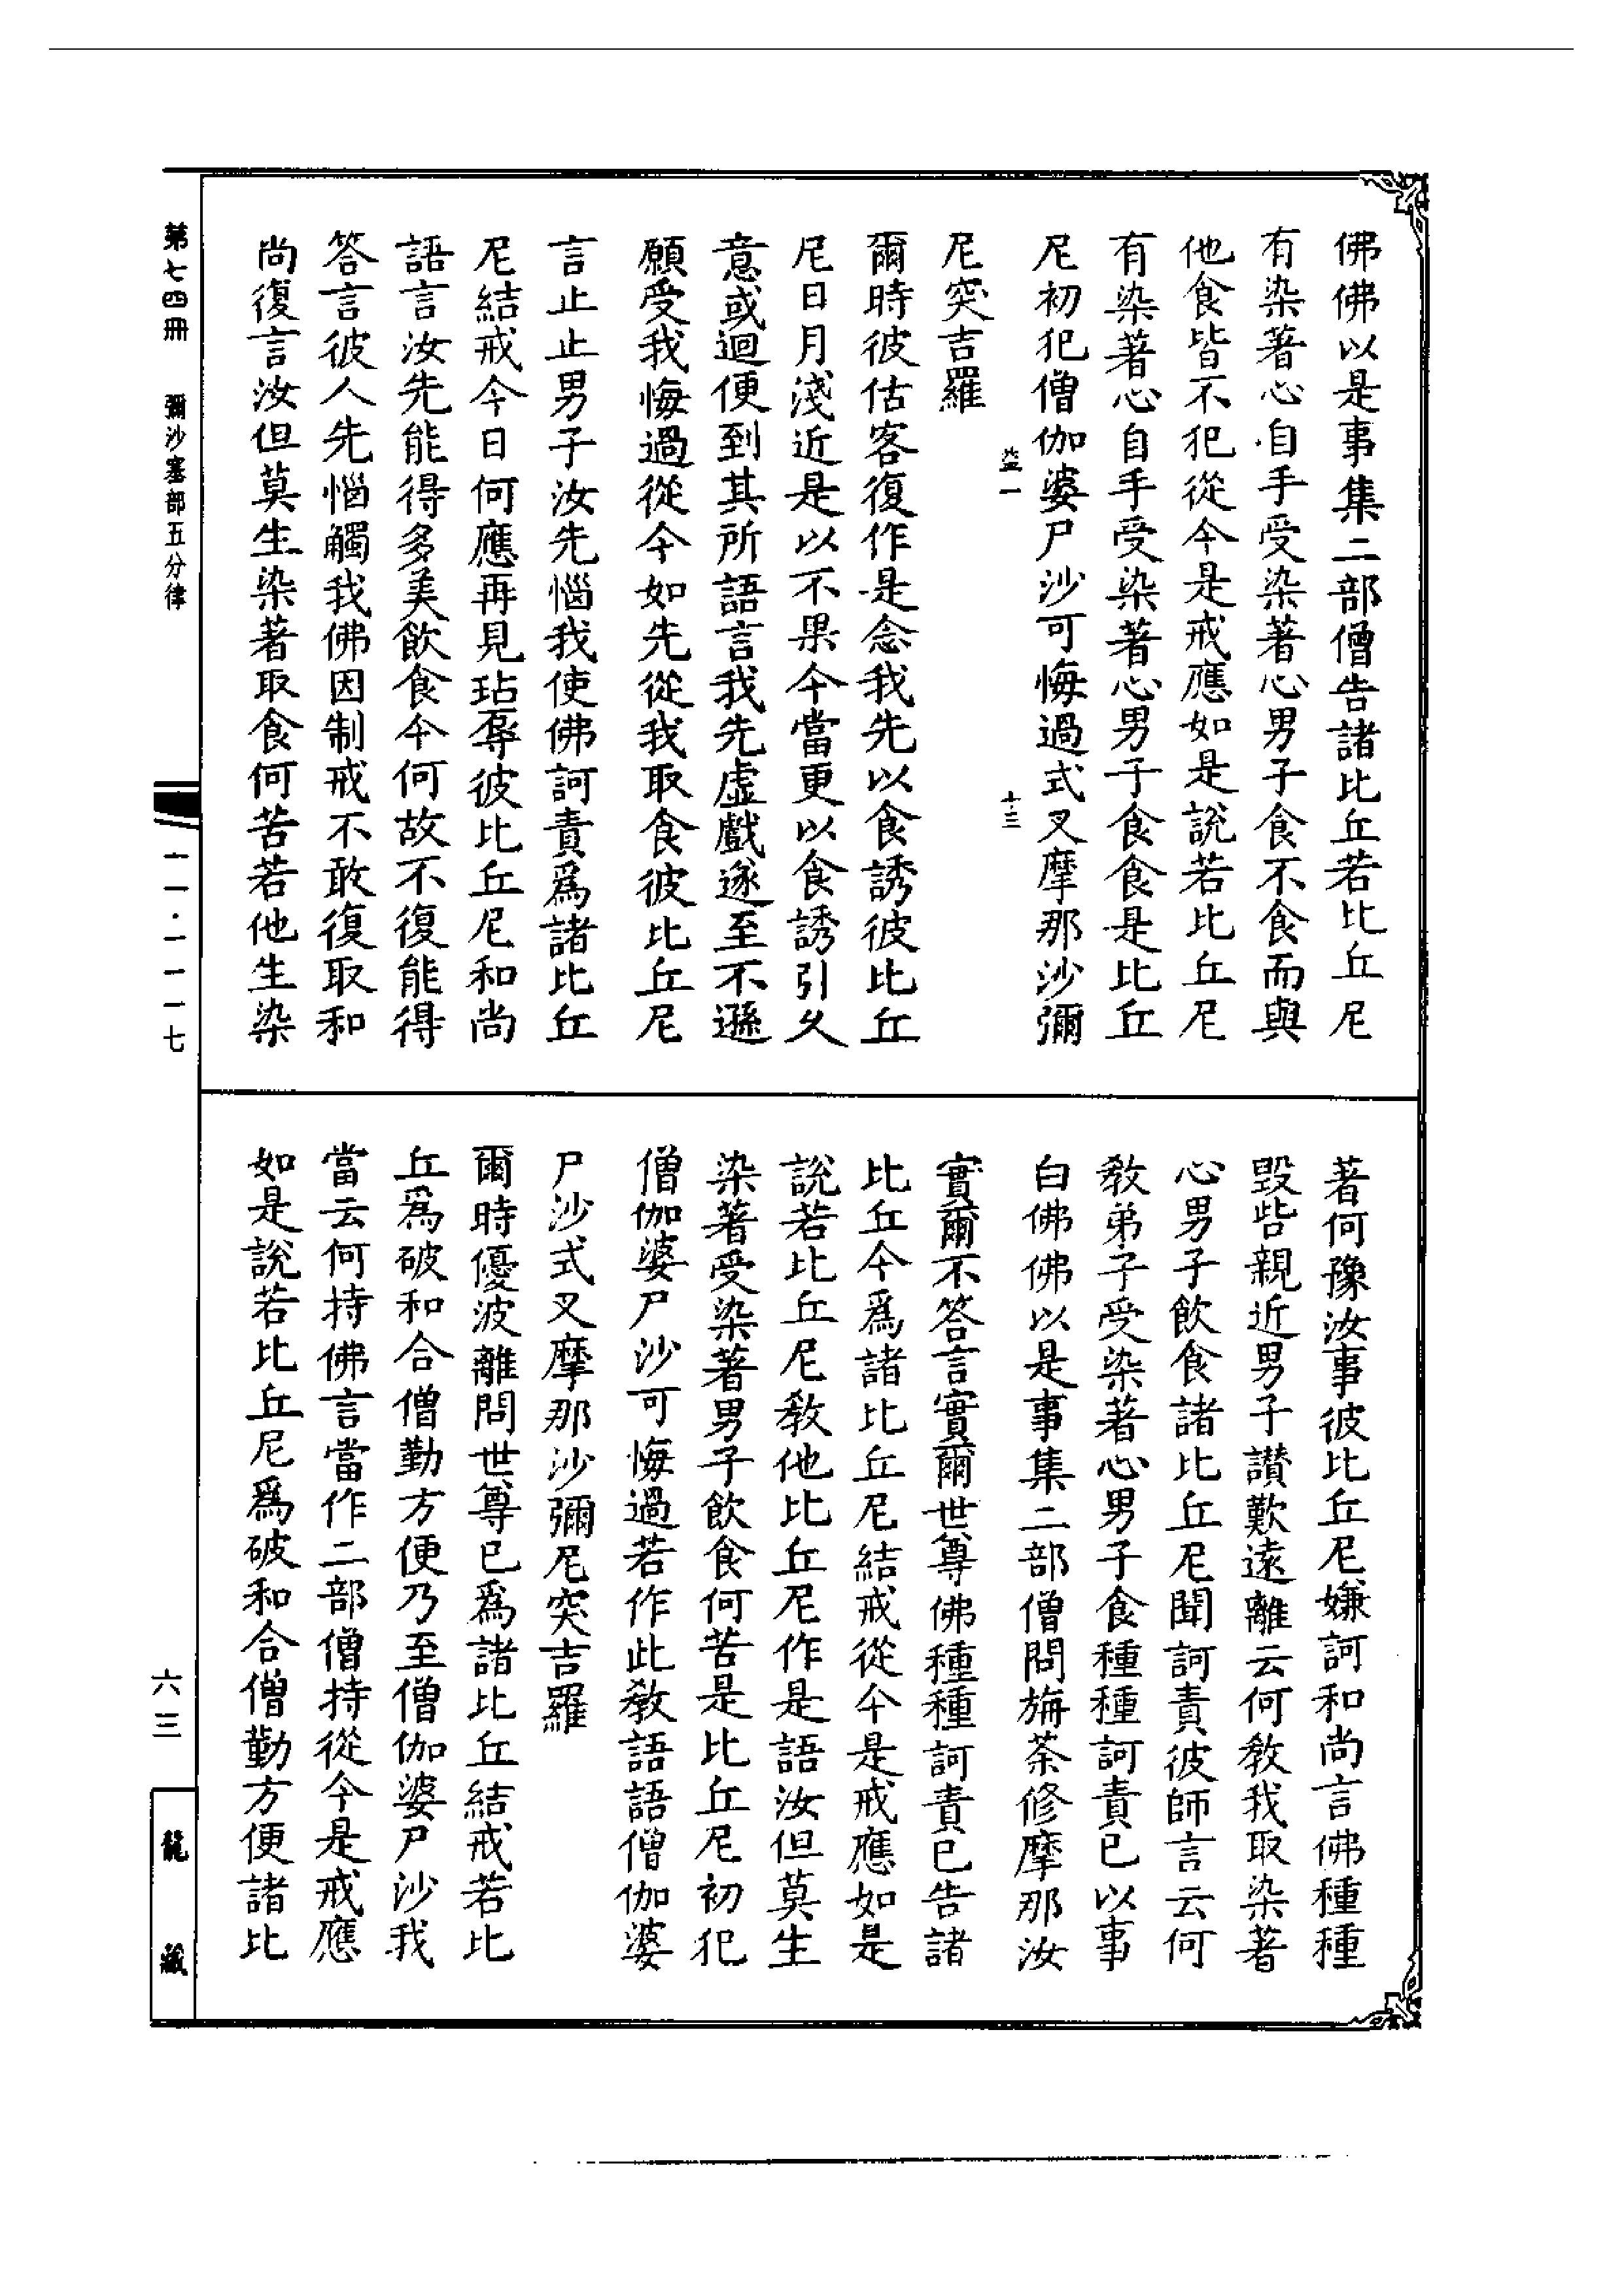 佛佛以是事集二部僧告諸比丘若比丘尼
有染著心自手受染著心男子食不食而與
他食皆不犯從今是戒應如是說若比丘尼
有染著心自手受染著心男子食食是比丘
尼初犯僧伽婆尸沙可悔過式叉摩那沙彌
十三
尼突吉羅
爾時彼估客復作是念我先以食誘彼比丘
尼日月淺近是以不果今當更以食誘引久
意或迴便到其所語言我先虛戲遂至不遜
願受我悔過從今如先從我取食彼比丘尼
言止止男子汝先惱我使佛訶責爲諸比丘
尼結戒今日何應再見玷辱彼比丘尼和尚
語言汝先能得多美飲食今何故不復能得
答言彼人先惱觸我佛因制戒不敢復取和
尚復言汝但莫生染著取食何苦若他生染
著何豫汝事彼比丘尼嫌訶和尚言佛種種
毀呰親近男子讚歎遠離云何教我取染著
心男子飲食諸比丘尼聞訶責彼師言云何
教弟子受染著心男子食種種訶責已以事
白佛佛以是事集二部僧問旃荼修摩那汝
實爾不答言實爾世尊佛種種訶責已告諸
比丘今爲諸比丘尼結戒從今是戒應如是
說若比丘尼教他比丘尼作是語汝但莫生
染著受染著男子飲食何苦是比丘尼初犯
僧伽婆尸沙可悔過若作此教語語僧伽婆
尸沙式叉摩那沙彌尼突吉羅
爾時優波離問世尊已爲諸比丘結戒若比
丘爲破和合僧勤方便乃至僧伽婆尸沙我
當云何持佛言當作二部僧持從今是戒應
如是說若比丘尼爲破和合僧勤方便諸比
第七四冊 彌沙塞部五分律
一一·一一一七
六三
龍藏